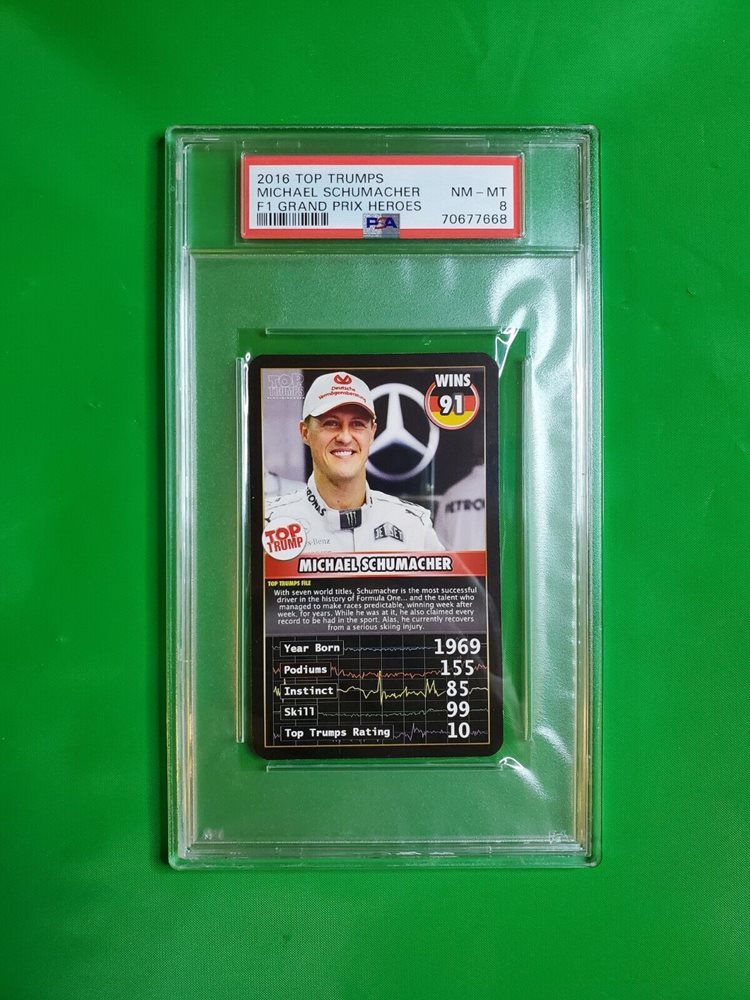 2016 TOP TRUMPS
MICHAEL SCHUMACHER NM - MT
F1 GRAND PRIX HEROES 8
PSA 70677668
TOP
TRUMPS
WINS
91
Deutsche
Vermögensberatung
PETRONAS
TOP
TRUMP
MICHAEL SCHUMACHER
TOP TRUMPS FILE
With seven world titles, Schumacher is the most successful
driver in the history of Formula One... and the talent who
managed to make races predictable, winning week after
week, for years. While he was at it, he also claimed every
record to be had in the sport. Alas, he currently recovers
from a serious skiing injury.
Year Born 1969
Podiums 155
Instinct 85
Skill 99
Top Trumps Rating 10